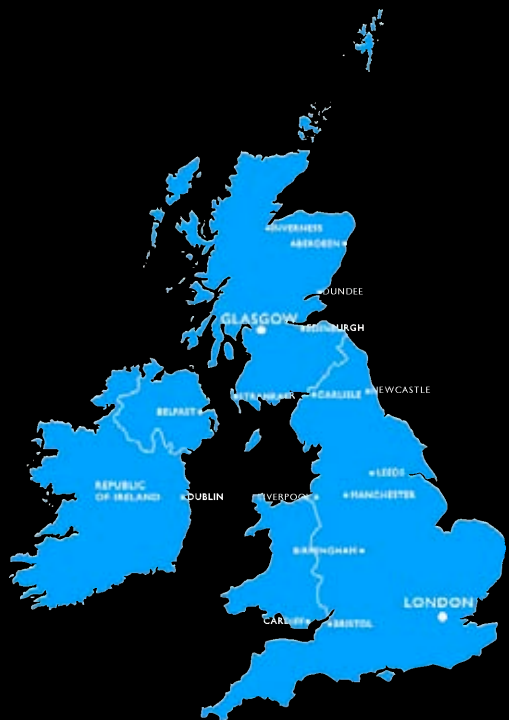 INVERNESS
ABERDEEN
DUNDEE
GLASGOW
EDINBURGH
STRANRAER
CARLISLE
NEWCASTLE
BELFAST
LEEDS
REPUBLIC
OF IRELAND
DUBLIN
LIVERPOOL
MANCHESTER
BIRMINGHAM
LONDON
CARDIFF
BRISTOL